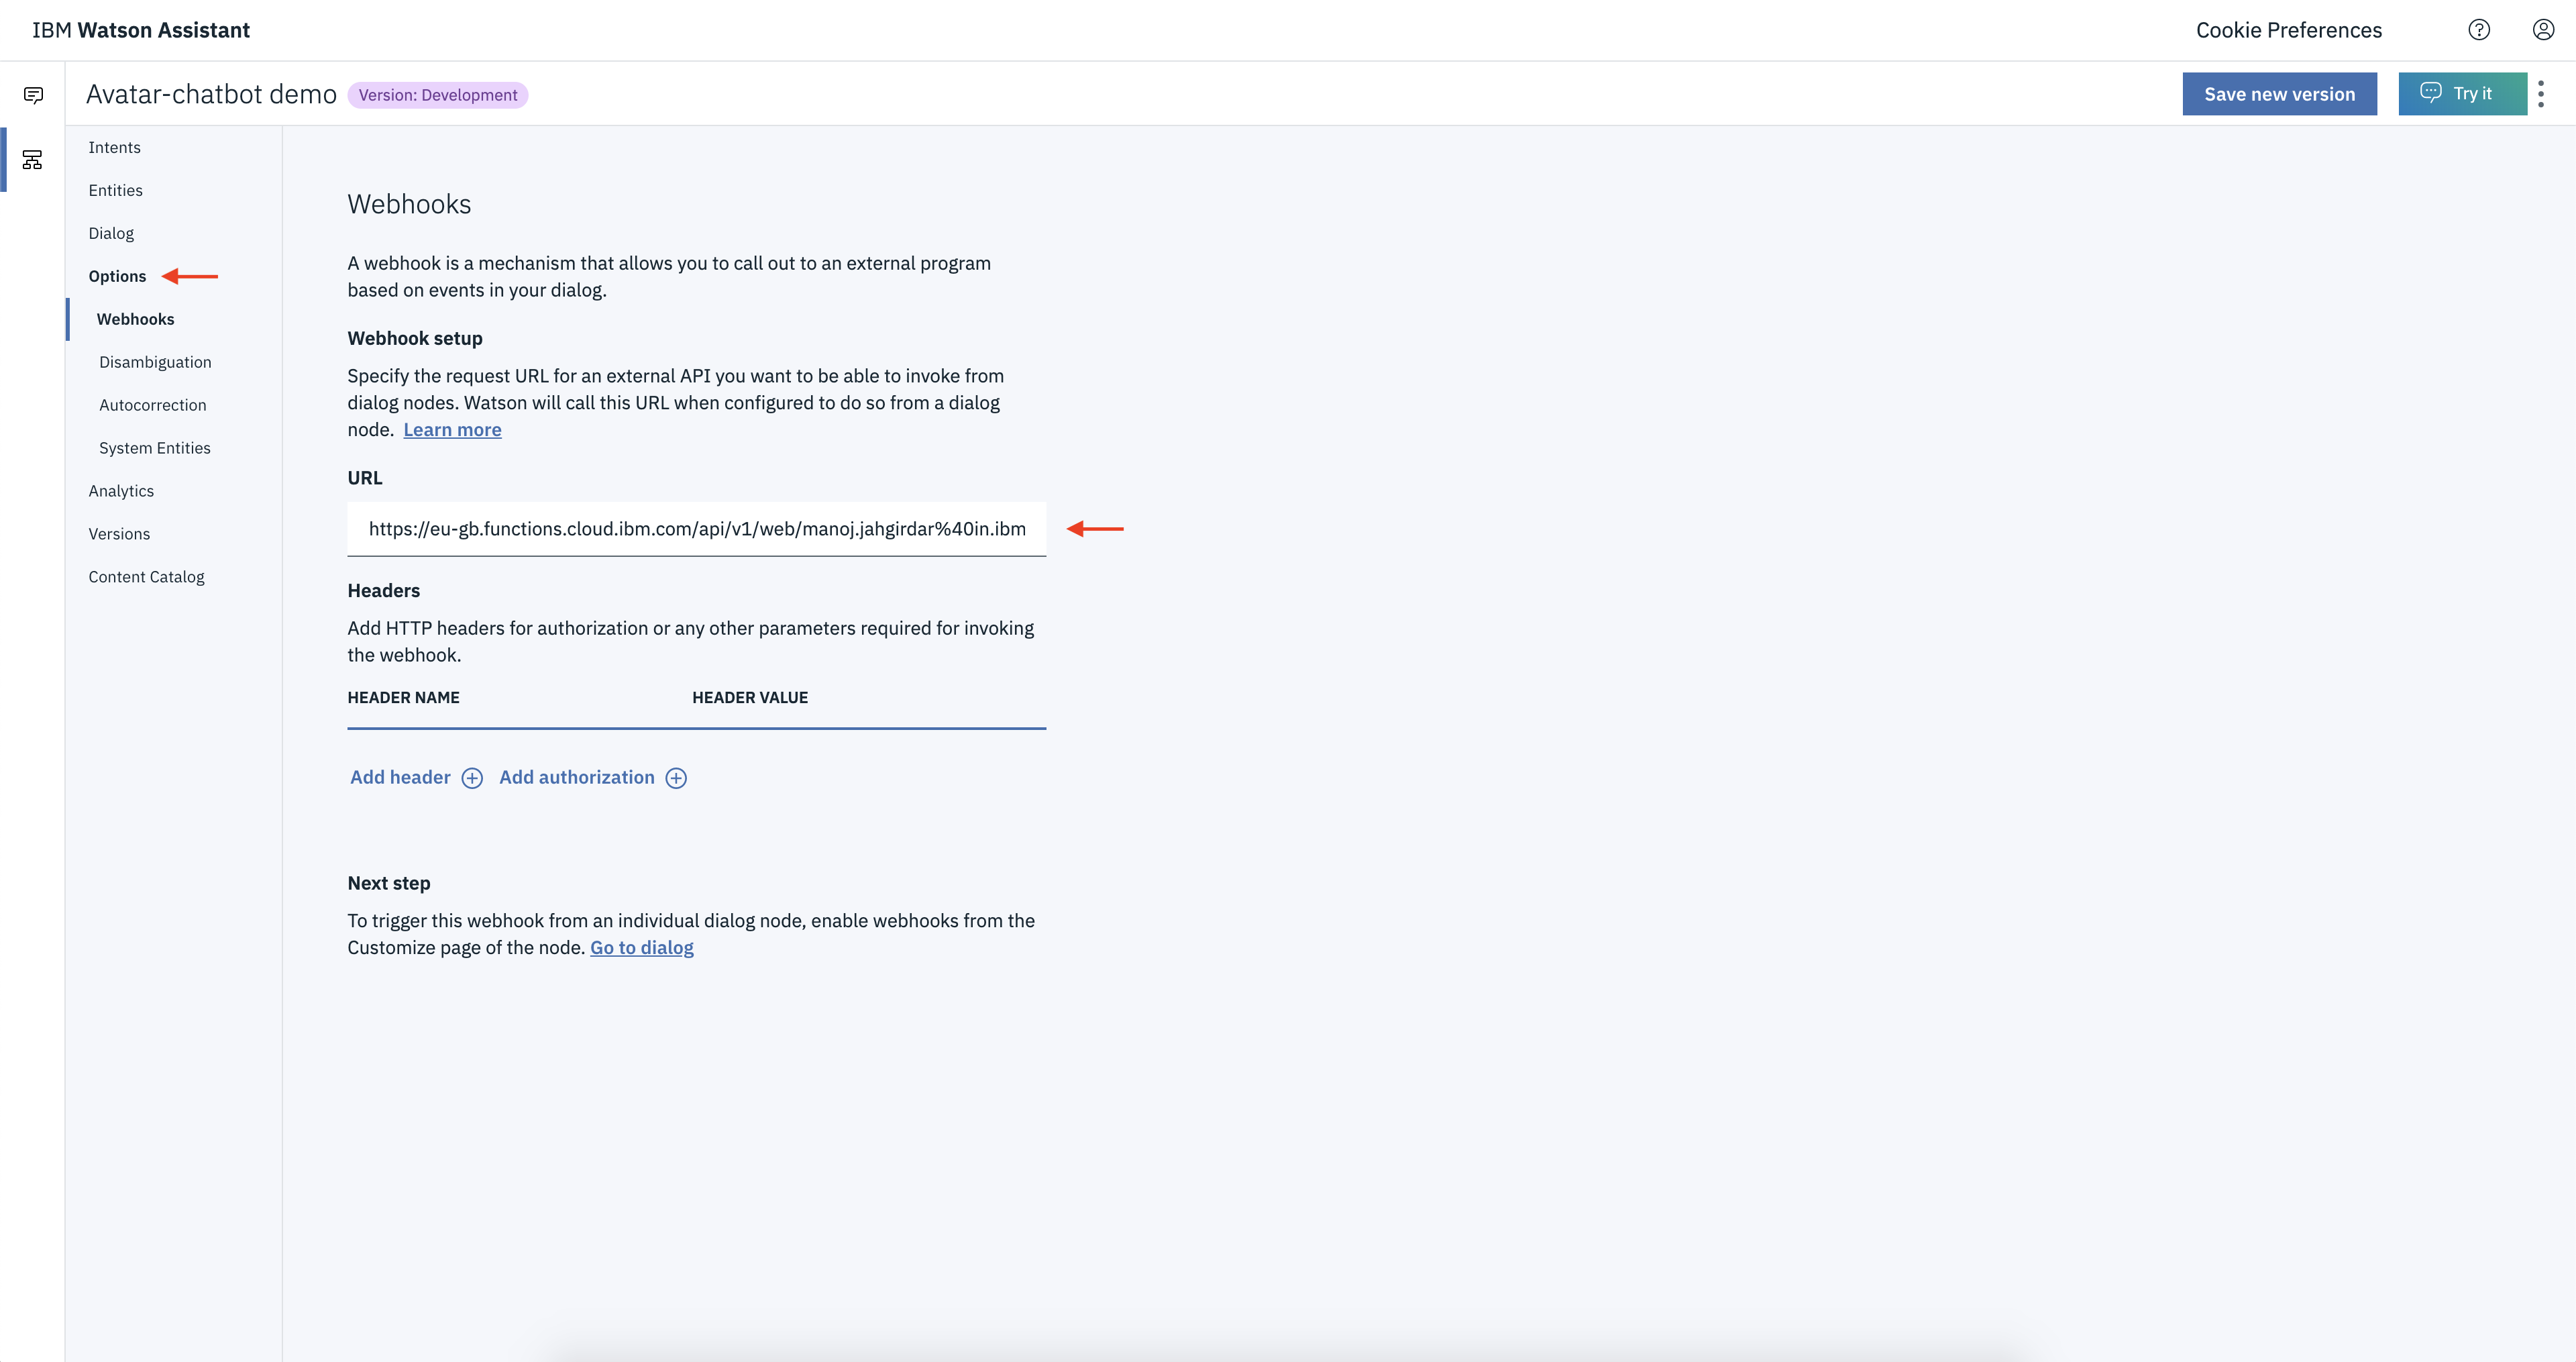 IBM Watson Assistant
Cookie Preferences
Avatar-chatbot demo
Version: Development
Save new version
Try it
Intents
Entities
Dialog
Options
Webhooks
Disambiguation
Autocorrection
System Entities
Analytics
Versions
Content Catalog
Webhooks
A webhook is a mechanism that allows you to call out to an external program
based on events in your dialog.
Webhook setup
Specify the request URL for an external API you want to be able to invoke from
dialog nodes. Watson will call this URL when configured to do so from a dialog
node. Learn more
URL
https://eu-gb.functions.cloud.ibm.com/api/v1/web/manoj.jahgirdar%40in.ibm
Headers
Add HTTP headers for authorization or any other parameters required for invoking
the webhook.
HEADER NAME HEADER VALUE
Add header Add authorization
Next step
To trigger this webhook from an individual dialog node, enable webhooks from the
Customize page of the node. Go to dialog